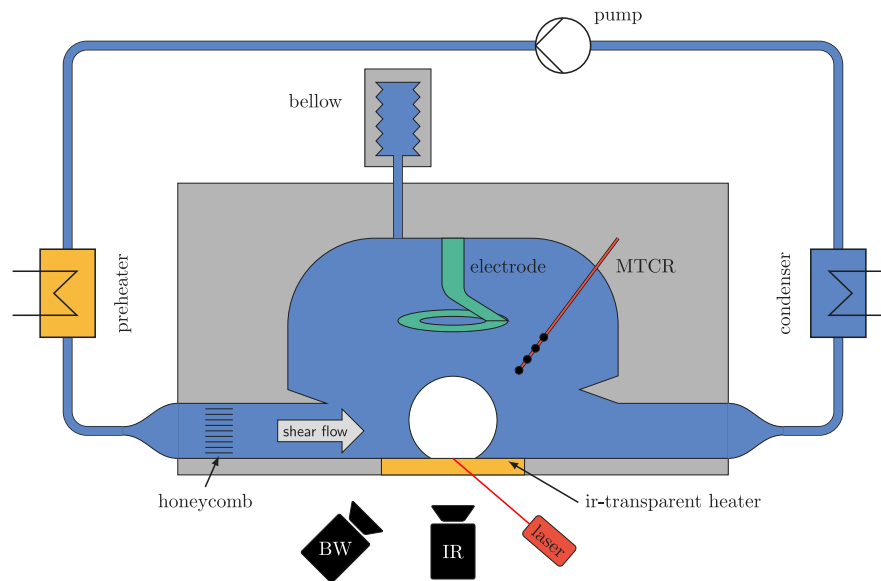 pump
bellow
electrode
MTCR
preheater
condenser
shear flow
honeycomb
ir-transparent heater
BW
IR
laser